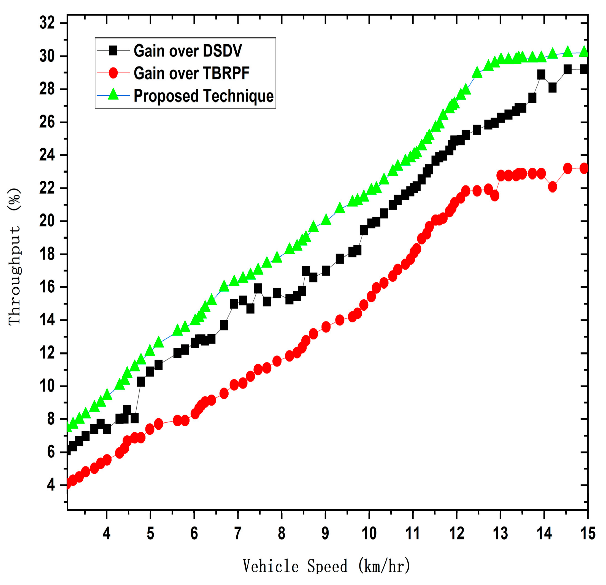 32
30
28
26
24
22
20
18
16
14
12
10
8
6
4
Throughput (%)
Gain over DSDV
Gain over TBRPF
Proposed Technique
4 5 6 7 8 9 10 11 12 13 14 15
Vehicle Speed (km/hr)